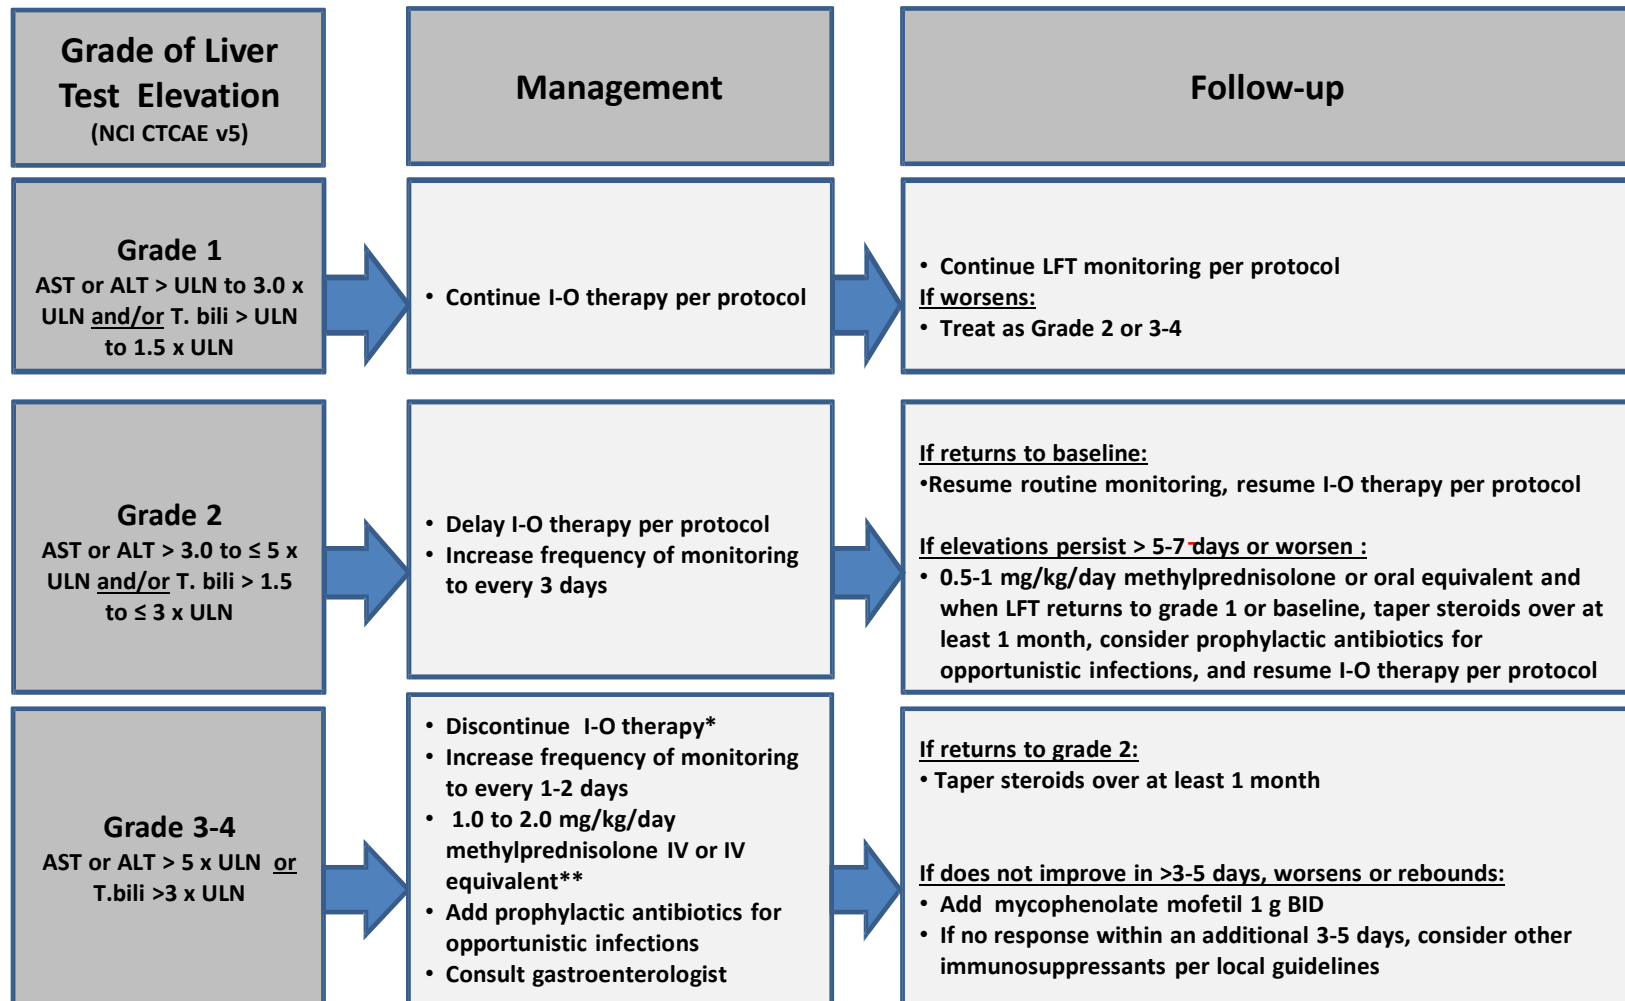 Grade of Liver
Test Elevation
(NCI CTCAE v5)
Management
Follow-up
Grade 1
AST or ALT > ULN to 3.0 x
ULN and/or T. bili > ULN
to 1.5 x ULN
• Continue I-O therapy per protocol
• Continue LFT monitoring per protocol
If worsens:
• Treat as Grade 2 or 3-4
Grade 2
AST or ALT > 3.0 to ≤ 5 x
ULN and/or T. bili > 1.5
to ≤ 3 x ULN
• Delay I-O therapy per protocol
• Increase frequency of monitoring
to every 3 days
If returns to baseline:
•Resume routine monitoring, resume I-O therapy per protocol
If elevations persist > 5-7 days or worsen :
• 0.5-1 mg/kg/day methylprednisolone or oral equivalent and
when LFT returns to grade 1 or baseline, taper steroids over at
least 1 month, consider prophylactic antibiotics for
opportunistic infections, and resume I-O therapy per protocol
Grade 3-4
AST or ALT > 5 x ULN or
T.bili >3 x ULN
• Discontinue I-O therapy*
• Increase frequency of monitoring
to every 1-2 days
• 1.0 to 2.0 mg/kg/day
methylprednisolone IV or IV
equivalent**
• Add prophylactic antibiotics for
opportunistic infections
• Consult gastroenterologist
If returns to grade 2:
• Taper steroids over at least 1 month
If does not improve in >3-5 days, worsens or rebounds:
• Add mycophenolate mofetil 1 g BID
• If no response within an additional 3-5 days, consider other
immunosuppressants per local guidelines